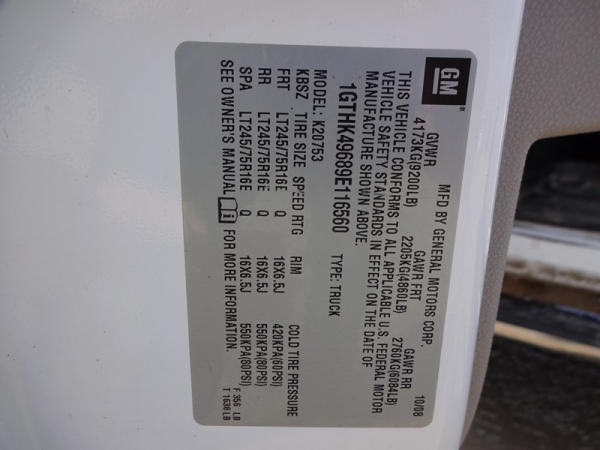 GM
MFD BY GENERAL MOTORS CORP. 10/08
GVWR GAWR FRT GAWR RR
4173KG(9200LB) 2205KG(4860LB) 2760KG(6084LB)
THIS VEHICLE CONFORMS TO ALL APPLICABLE U.S. FEDERAL MOTOR
VEHICLE SAFETY STANDARDS IN EFFECT ON THE DATE OF
MANUFACTURE SHOWN ABOVE.
1GTHK49689E116560 TYPE: TRUCK
MODEL: K20753
KBSZ TIRE SIZE SPEED RTG RIM COLD TIRE PRESSURE
FRT LT245/75R16E Q 16X6.5J 420KPA(60PSI)
RR LT245/75R16E Q 16X6.5J 550KPA(80PSI)
SPA LT245/75R16E Q 16X6.5J 550KPA(80PSI)
SEE OWNER'S MANUAL FOR MORE INFORMATION.
F 356 LB
T 1638 LB